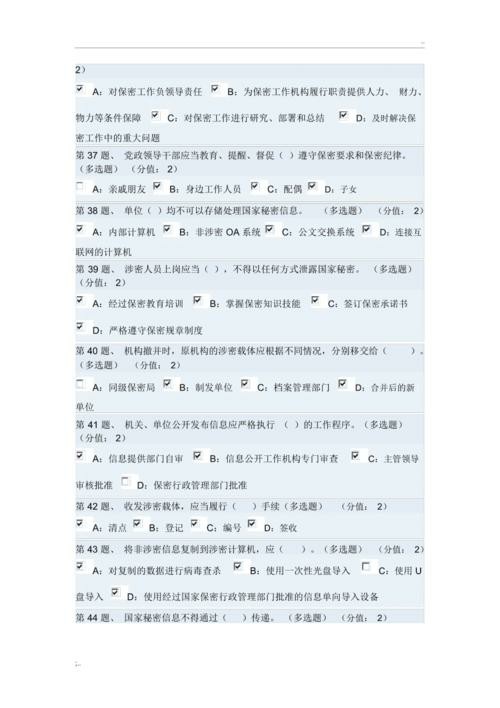 ..
2）
A：对保密工作负领导责任 B：为保密工作机构履行职责提供人力、 财力、
物力等条件保障 C：对保密工作进行研究、部署和总结 D：及时解决保
密工作中的重大问题
第 37 题、 党政领导干部应当教育、提醒、督促（ ）遵守保密要求和保密纪律。
（多选题） （分值： 2）
A：亲戚朋友 B：身边工作人员 C：配偶 D：子女
第 38 题、 单位（ ）均不可以存储处理国家秘密信息。 （多选题） （分值： 2）
A：内部计算机 B：非涉密 OA 系统 C：公文交换系统 D：连接互
联网的计算机
第 39 题、 涉密人员上岗应当（ ），不得以任何方式泄露国家秘密。 （多选题）
（分值： 2）
A：经过保密教育培训 B：掌握保密知识技能 C：签订保密承诺书
D：严格遵守保密规章制度
第 40 题、 机构撤并时，原机构的涉密载体应根据不同情况，分别移交给（ ）。
（多选题） （分值： 2）
A：同级保密局 B：制发单位 C：档案管理部门 D：合并后的新
单位
第 41 题、 机关、单位公开发布信息应严格执行 （ ）的工作程序。（多选题）
（分值： 2）
A：信息提供部门自审 B：信息公开工作机构专门审查 C：主管领导
审核批准 D：保密行政管理部门批准
第 42 题、 收发涉密载体，应当履行（ ）手续（多选题） （分值： 2）
A：清点 B：登记 C：编号 D：签收
第 43 题、 将非涉密信息复制到涉密计算机，应（ ）。（多选题） （分值： 2）
A：对复制的数据进行病毒查杀 B：使用一次性光盘导入 C：使用 U
盘导入 D：使用经过国家保密行政管理部门批准的信息单向导入设备
第 44 题、 国家秘密信息不得通过（ ）传递。 （多选题） （分值： 2）
;..